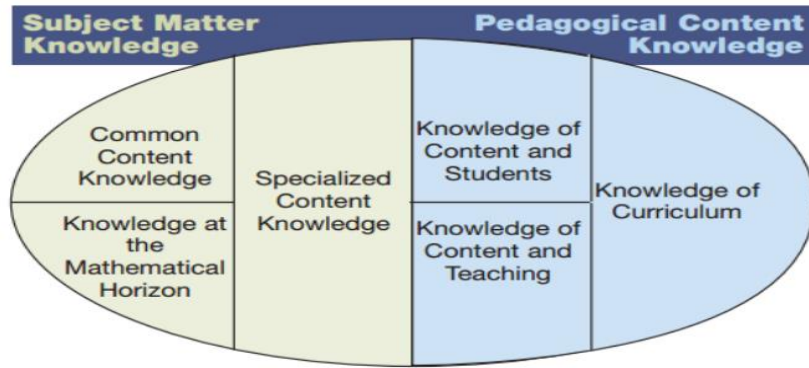 Subject Matter
Knowledge
Pedagogical Content
Knowledge
Common
Content
Knowledge
Knowledge at
the
Mathematical
Horizon
Specialized
Content
Knowledge
Knowledge of
Content and
Students
Knowledge of
Content and
Teaching
Knowledge of
Curriculum